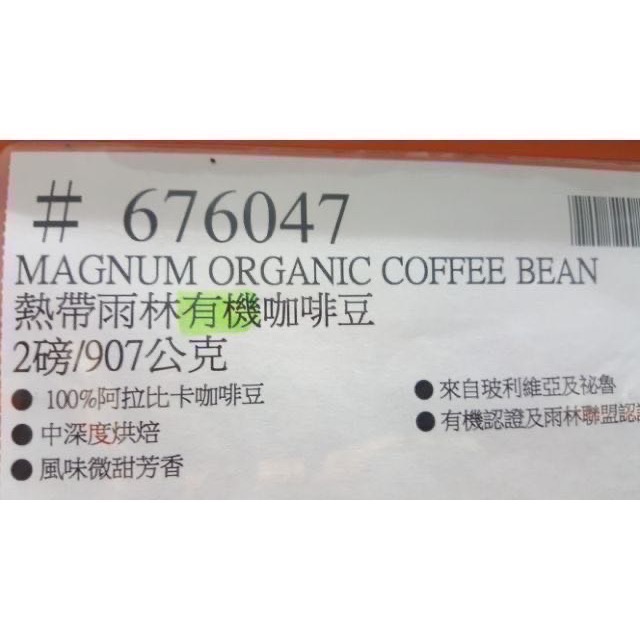 # 676047
MAGNUM ORGANIC COFFEE BEAN
熱帶雨林有機咖啡豆
2磅/907公克
● 100%阿拉比卡咖啡豆
● 中深度烘焙
● 風味微甜芳香
● 來自玻利維亞及祕魯
● 有機認證及雨林聯盟認